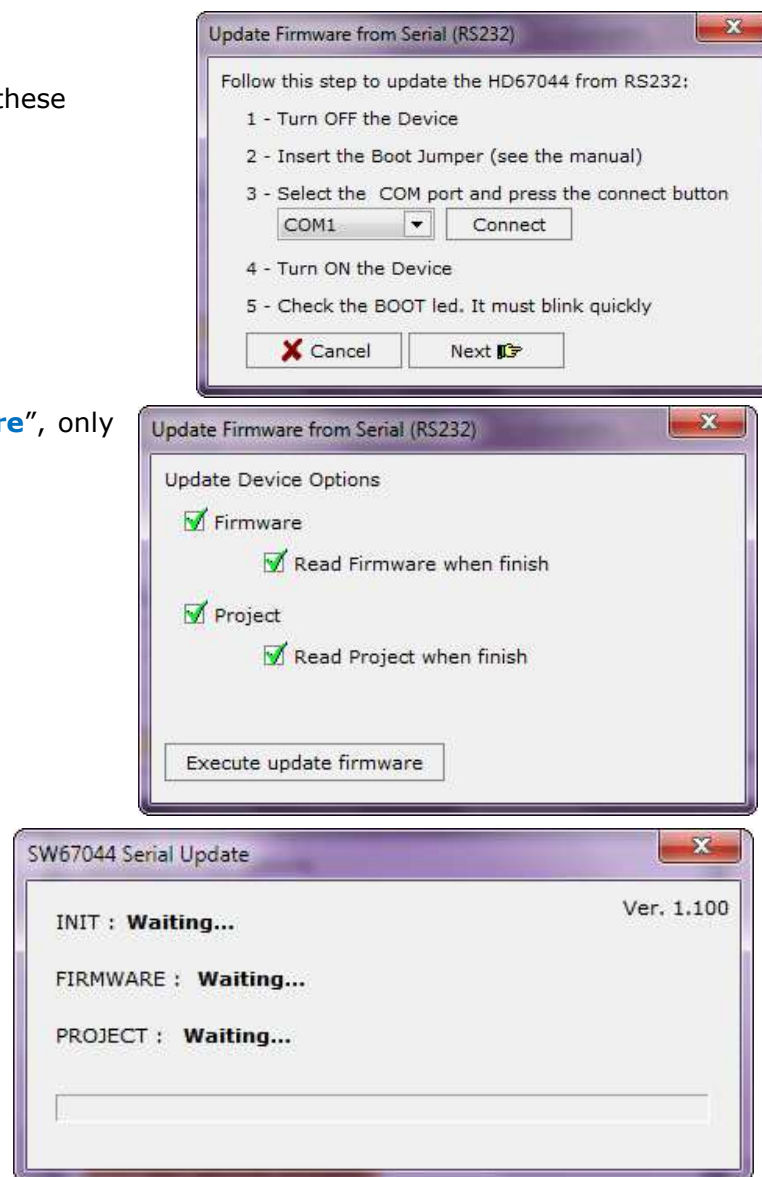 Update Firmware from Serial (RS232)
these
Follow this step to update the HD67044 from RS232:
1 - Turn OFF the Device
2 - Insert the Boot Jumper (see the manual)
3 - Select the COM port and press the connect button
COM1 Connect
4 - Turn ON the Device
5 - Check the BOOT led. It must blink quickly
Cancel Next
re”, only
Update Firmware from Serial (RS232)
Update Device Options
Firmware
Read Firmware when finish
Project
Read Project when finish
Execute update firmware
SW67044 Serial Update
Ver. 1.100
INIT : Waiting...
FIRMWARE : Waiting...
PROJECT : Waiting...